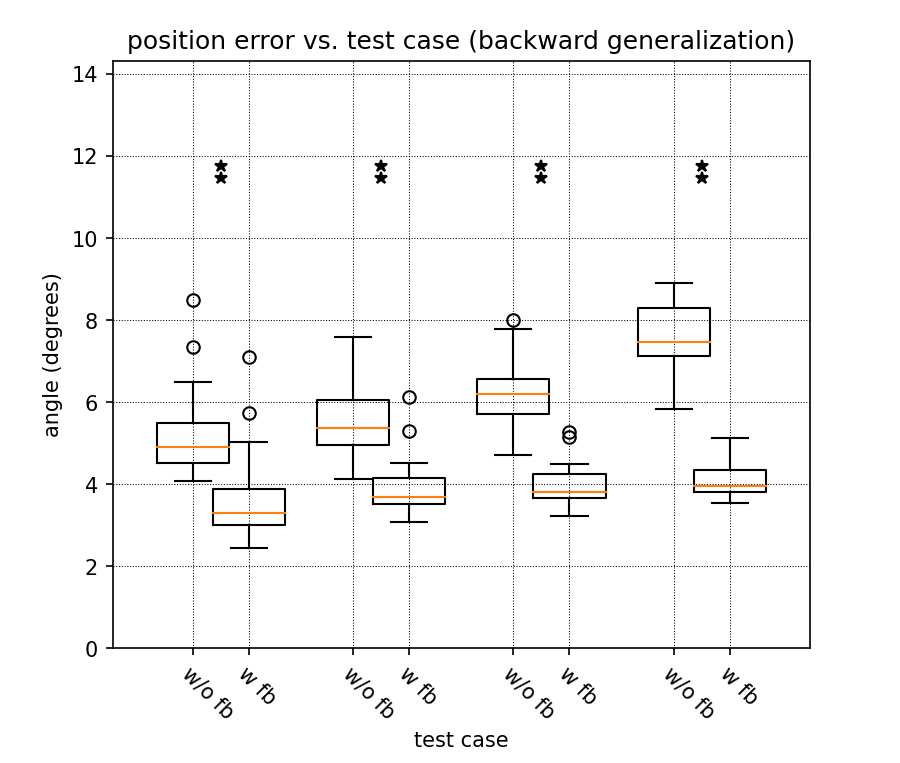 position error vs. test case (backward generalization)
14
12
10
8
6
4
2
0
angle (degrees)
w/o fb
w fb
w/o fb
w fb
w/o fb
w fb
w/o fb
w fb
test case